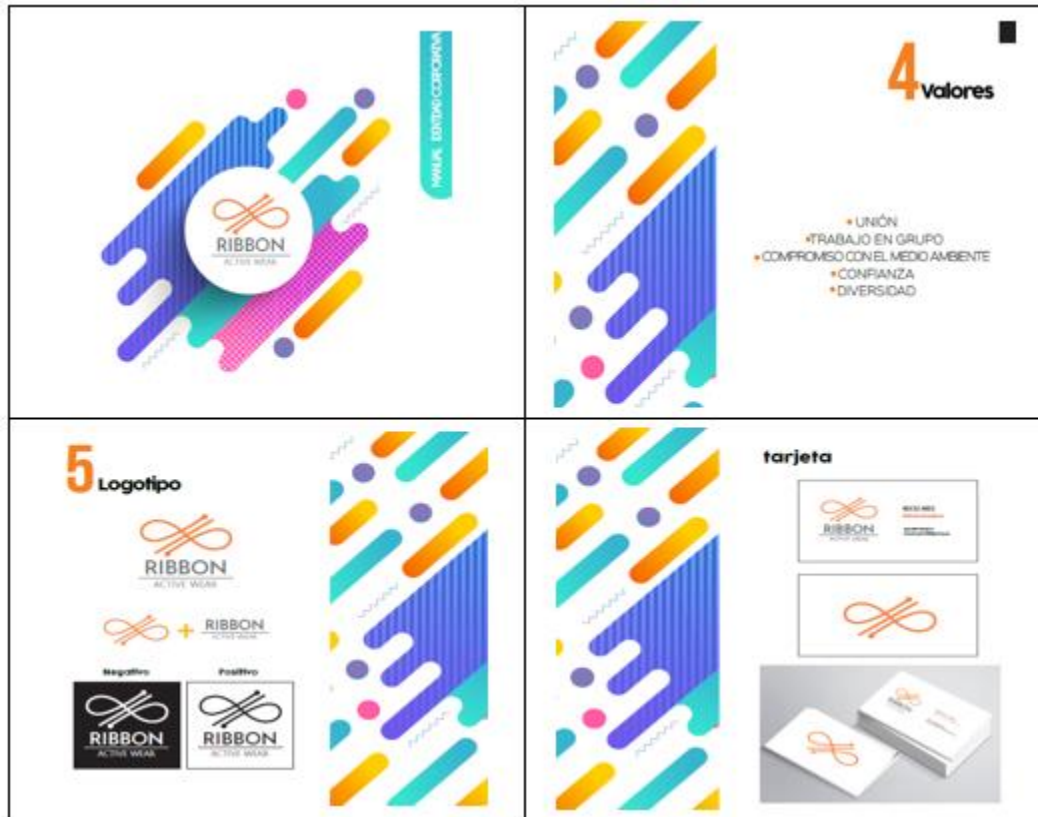 MANUAL IDENTIDAD CORPORATIVA
RIBBON
ACTIVE WEAR
4 Valores
• UNIÓN
• TRABAJO EN GRUPO
• COMPROMISO CON EL MEDIO AMBIENTE
• CONFIANZA
• DIVERSIDAD
5 Logotipo
RIBBON
ACTIVE WEAR
+ RIBBON
ACTIVE WEAR
Negativo Positivo
RIBBON RIBBON
ACTIVE WEAR ACTIVE WEAR
tarjeta
RIBBON
ACTIVE WEAR